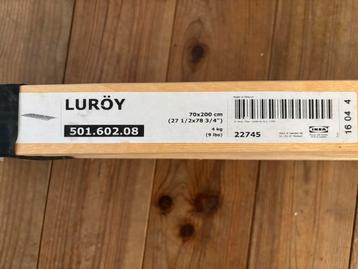 LURÖY
501.602.08
70x200 cm
(27 1/2x78 3/4")
4 kg
(9 lbs)
22745
IKEA
16 04 4